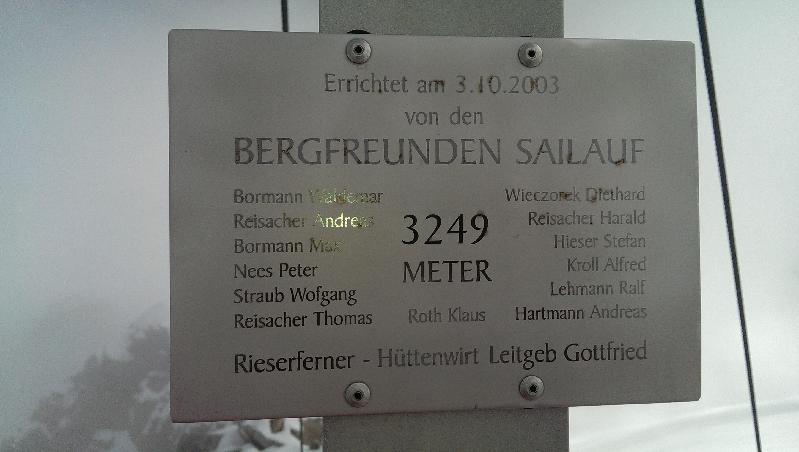 Errichtet am 3.10.2003
von den
BERGFREUNDEN SAILAUF
Bormann Waldemar
Reisacher Andreas
Bormann Max
Nees Peter
Straub Wofgang
Reisacher Thomas
3249
METER
Roth Klaus
Wieczorek Diethard
Reisacher Harald
Hieser Stefan
Kroll Alfred
Lehmann Ralf
Hartmann Andreas
Rieserferner - Hüttenwirt Leitgeb Gottfried